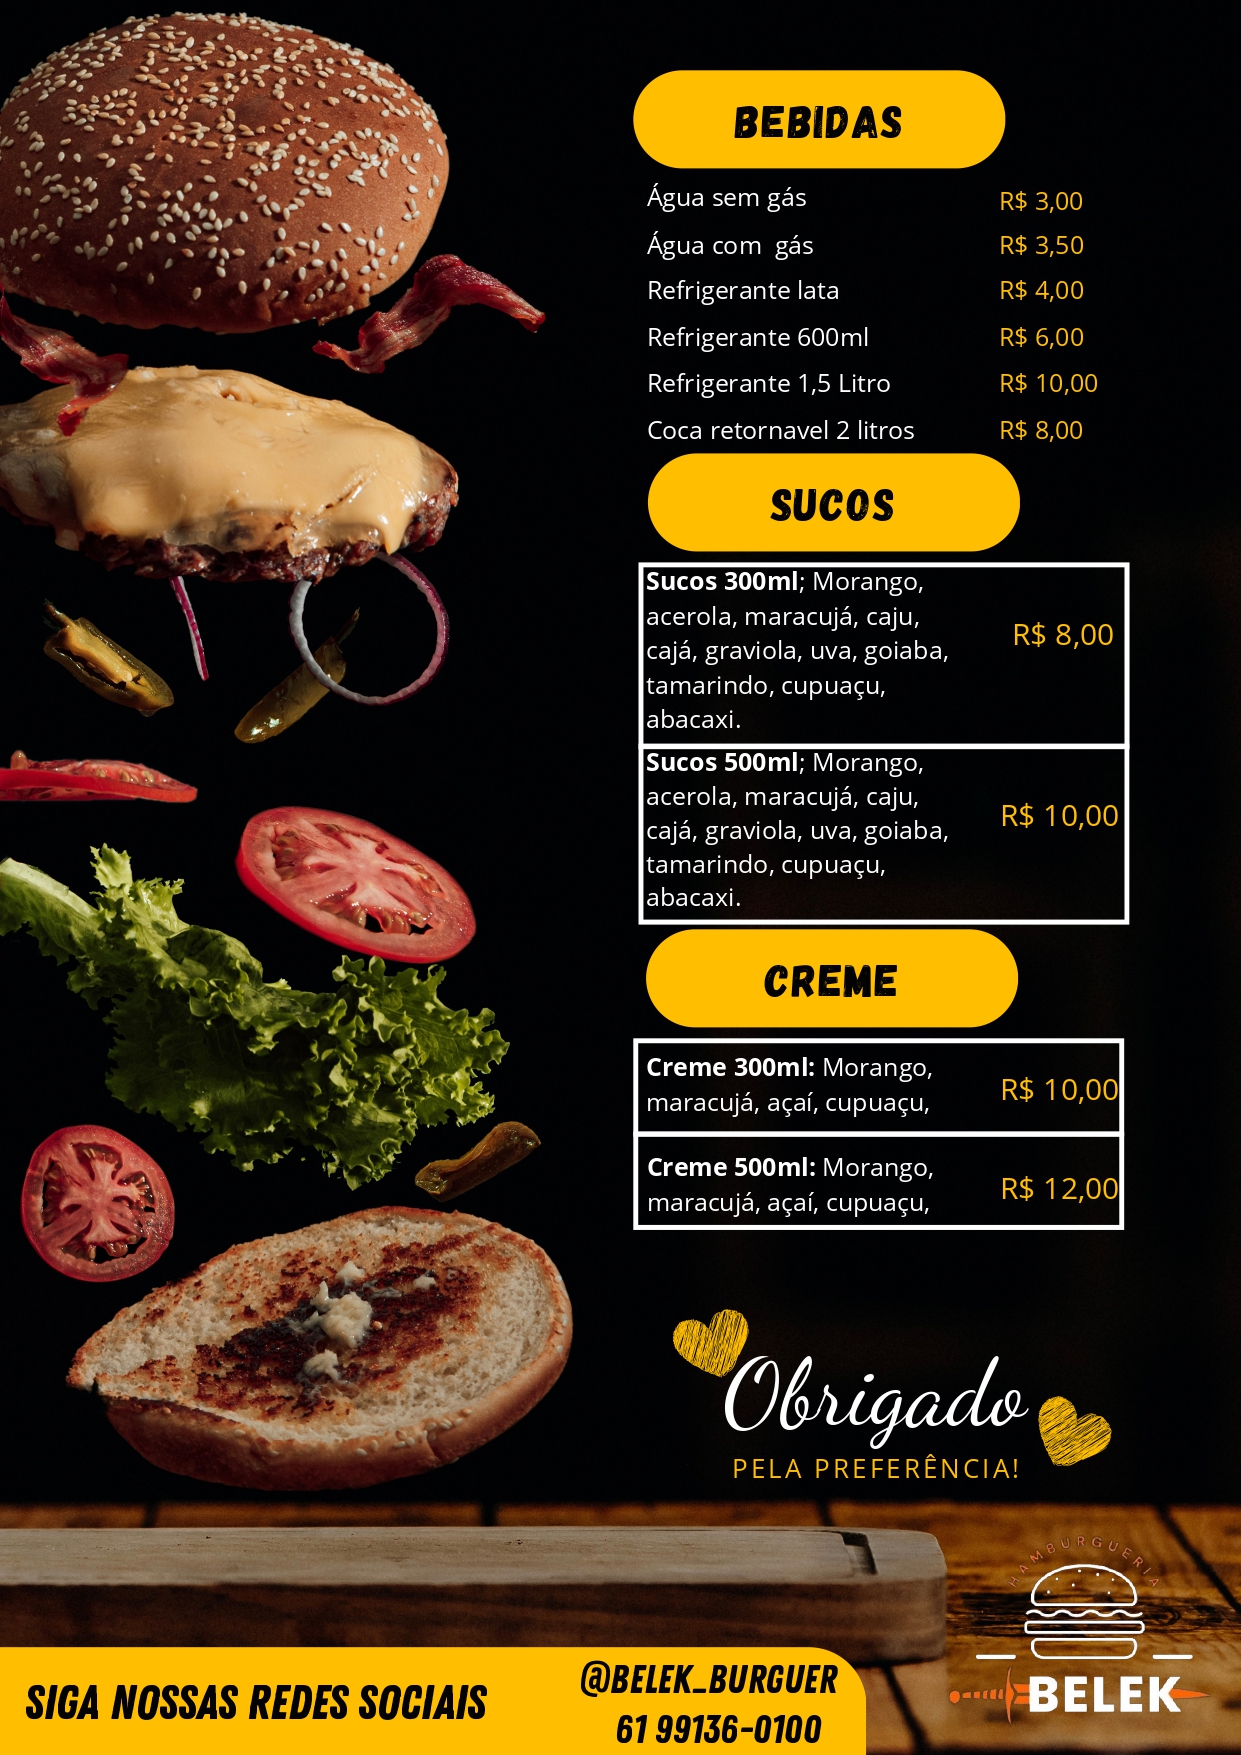 BEBIDAS
Água sem gás R$ 3,00
Água com  gás R$ 3,50
Refrigerante lata R$ 4,00
Refrigerante 600ml R$ 6,00
Refrigerante 1,5 Litro R$ 10,00
Coca retornavel 2 litros R$ 8,00
SUCOS
Sucos 300ml; Morango,
acerola, maracujá, caju,
cajá, graviola, uva, goiaba,
tamarindo, cupuaçu,
abacaxi.
R$ 8,00
Sucos 500ml; Morango,
acerola, maracujá, caju,
cajá, graviola, uva, goiaba,
tamarindo, cupuaçu,
abacaxi.
R$ 10,00
CREME
Creme 300ml: Morango,
maracujá, açaí, cupuaçu,
R$ 10,00
Creme 500ml: Morango,
maracujá, açaí, cupuaçu,
R$ 12,00
Obrigado
PELA PREFERÊNCIA!
SIGA NOSSAS REDES SOCIAIS
@BELEK_BURGUER
61 99136-0100
HAMBURGUERIA
BELEK